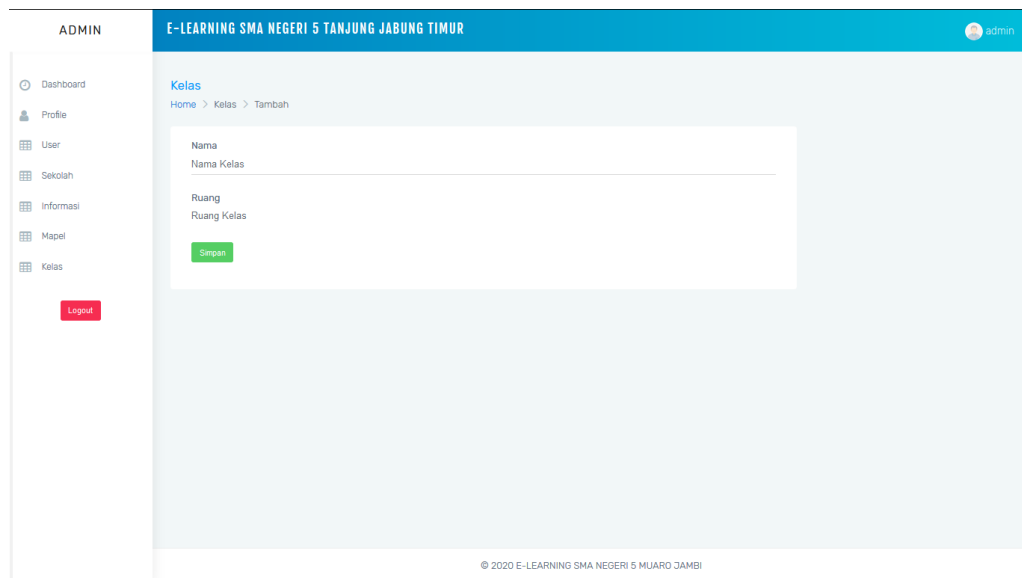 ADMIN
E-LEARNING SMA NEGERI 5 TANJUNG JABUNG TIMUR
admin
Dashboard
Profile
User
Sekolah
Informasi
Mapel
Kelas
Logout
Kelas
Home > Kelas > Tambah
Nama
Nama Kelas
Ruang
Ruang Kelas
Simpan
© 2020 E-LEARNING SMA NEGERI 5 MUARO JAMBI